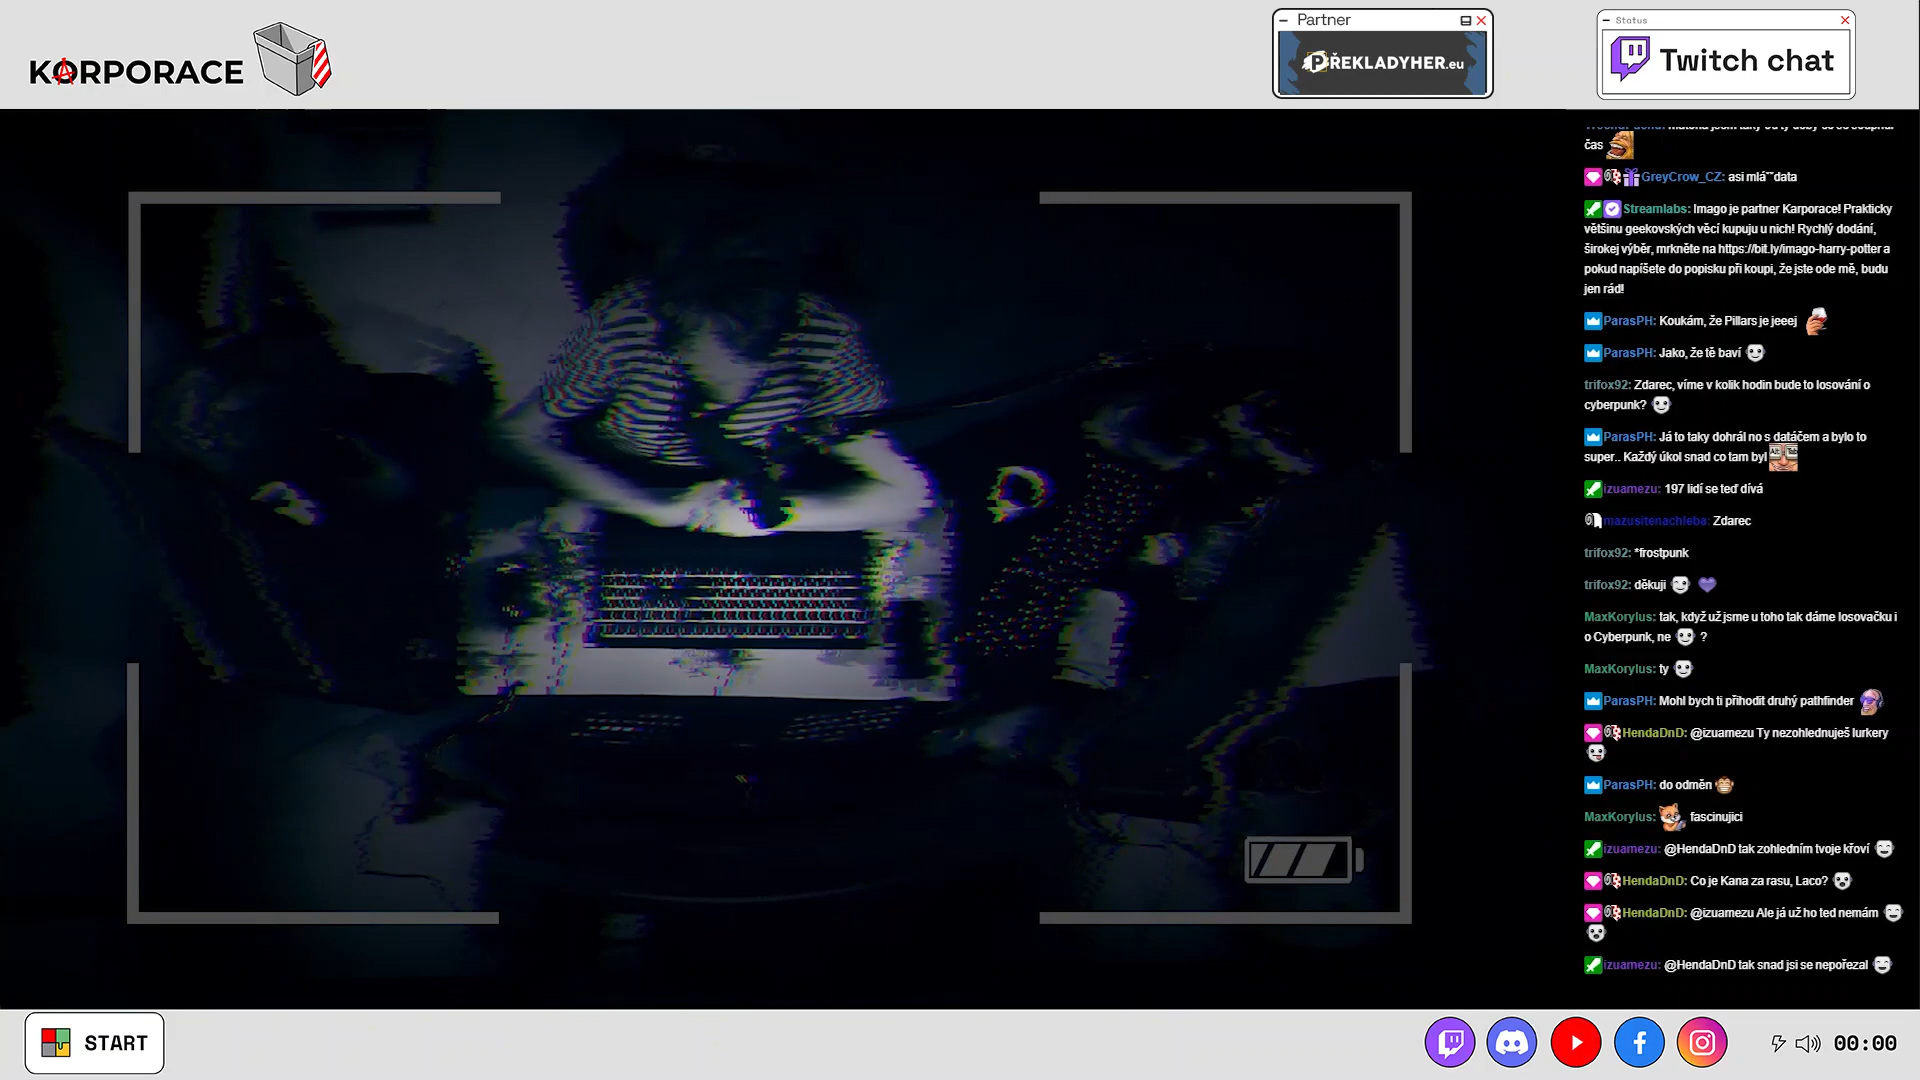 KARPORACE
Partner
PŘEKLADYHER.eu
Status
Twitch chat
čas
GreyCrow_CZ: asi mlá˜˜data
Streamlabs: Imago je partner Karporace! Prakticky
většinu geekovských věcí kupuju u nich! Rychlý dodání,
širokej výběr, mrkněte na https://bit.ly/imago-harry-potter a
pokud napíšete do popisku při koupi, že jste ode mě, budu
jen rád!
ParasPH: Koukám, že Pillars je jeeej
ParasPH: Jako, že tě baví
trifox92: Zdarec, víme v kolik hodin bude to losování o
cyberpunk?
ParasPH: Já to taky dohrál no s datáčem a bylo to
super.. Každý úkol snad co tam byl
izuamezu: 197 lidí se teď dívá
mazusitenachleba: Zdarec
trifox92: *frostpunk
trifox92: děkuji
MaxKorylus: tak, když už jsme u toho tak dáme losovačku i
o Cyberpunk, ne ?
MaxKorylus: ty
ParasPH: Mohl bych ti přihodit druhý pathfinder
HendaDnD: @izuamezu Ty nezohlednuješ lurkery
ParasPH: do odměn
MaxKorylus: fascinujici
izuamezu: @HendaDnD tak zohledním tvoje křoví
HendaDnD: Co je Kana za rasu, Laco?
HendaDnD: @izuamezu Ale já už ho ted nemám
izuamezu: @HendaDnD tak snad jsi se nepořezal
START
00:00